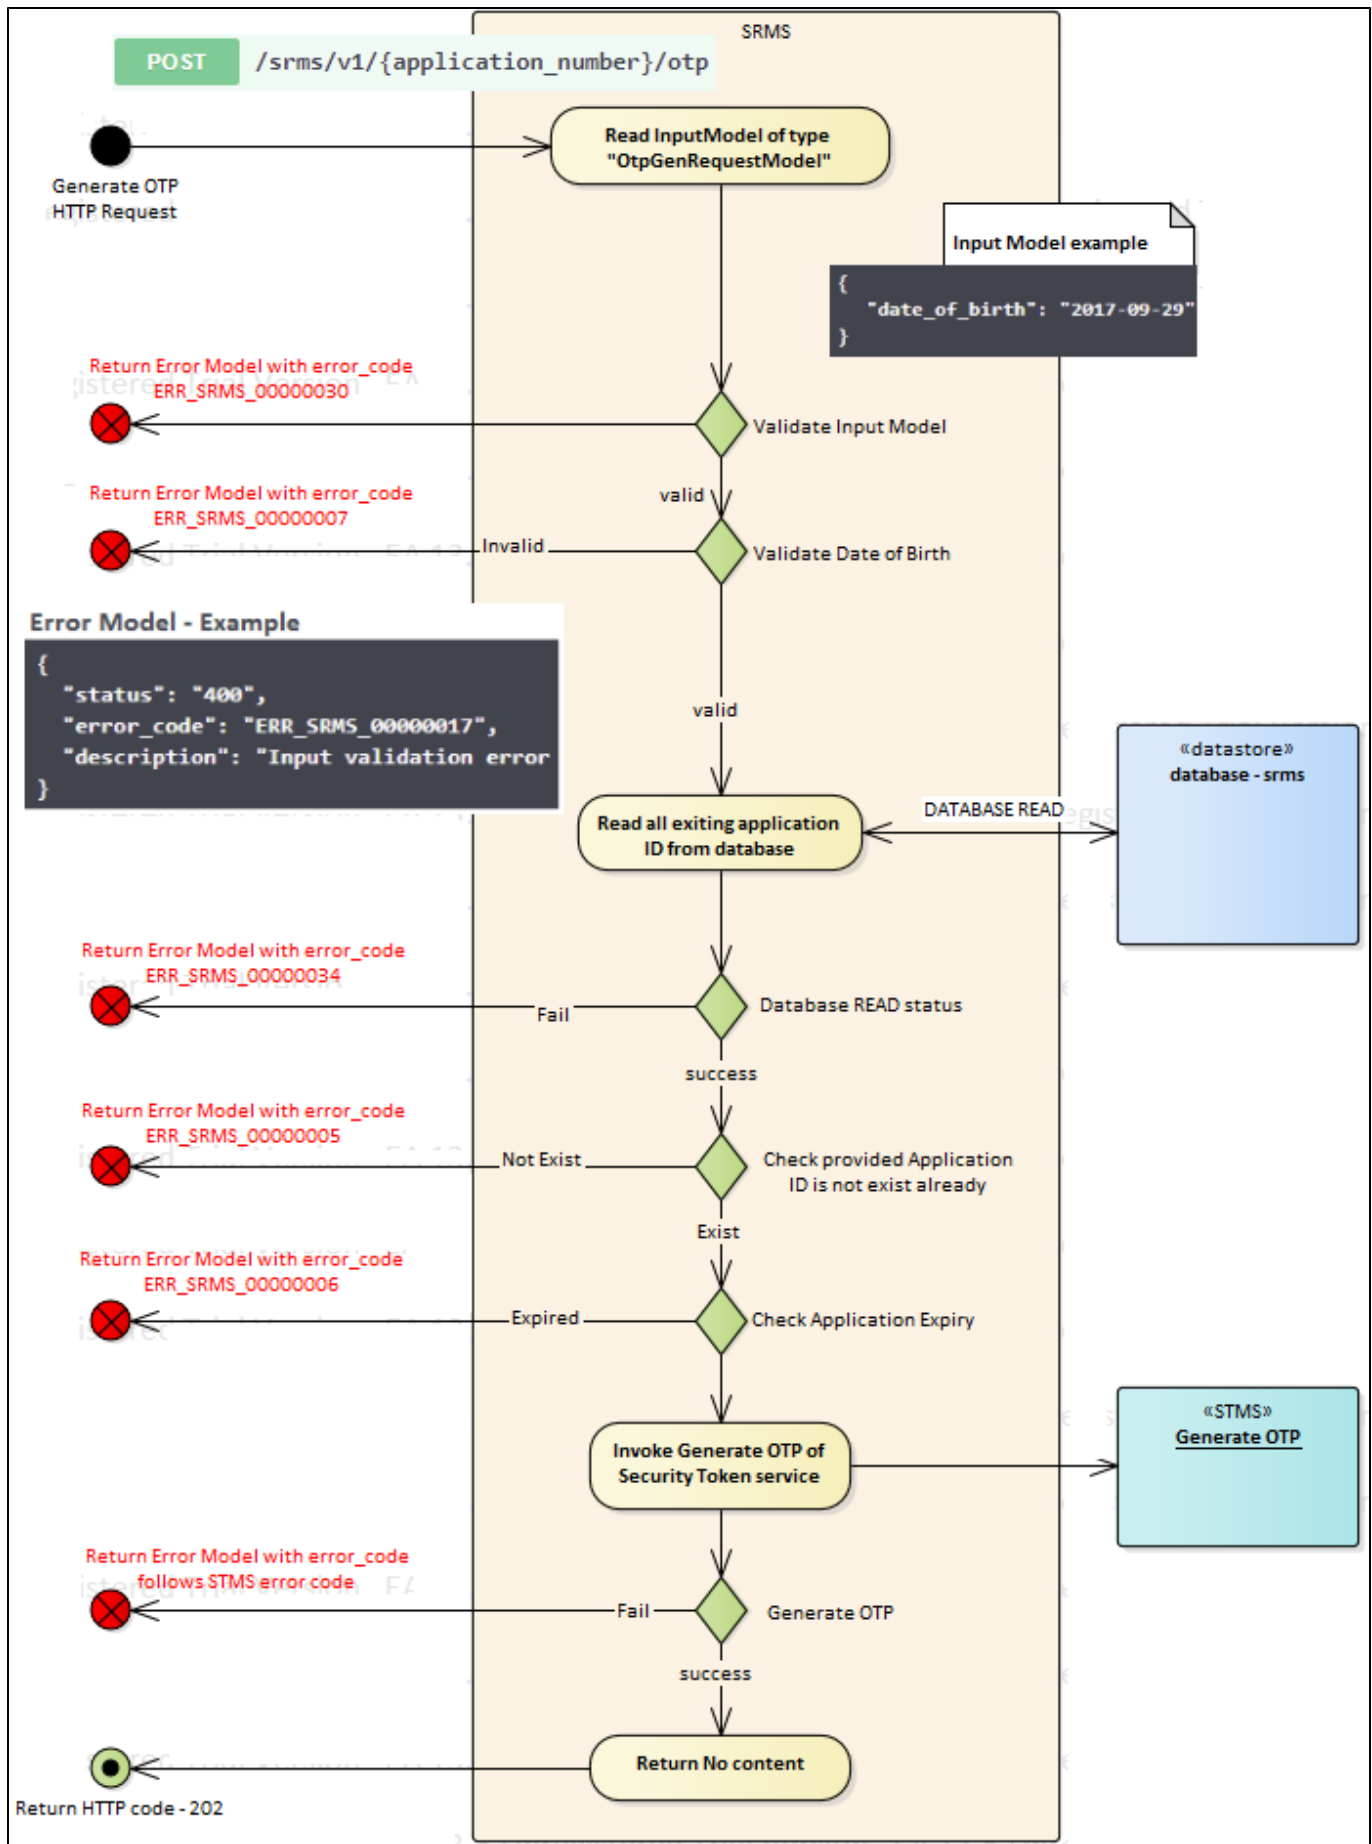 SRMS
POST /srms/v1/{application_number}/otp
Read InputModel of type
"OtpGenRequestModel"
Generate OTP
HTTP Request
Input Model example
{
"date_of_birth": "2017-09-29"
}
Return Error Model with error_code
ERR_SRMS_00000030
Validate Input Model
Return Error Model with error_code
ERR_SRMS_00000007
valid
Invalid
Validate Date of Birth
Error Model - Example
{
"status": "400",
"error_code": "ERR_SRMS_00000017",
"description": "Input validation error
}
valid
«datastore»
database - srms
DATABASE READ
Read all exiting application
ID from database
Return Error Model with error_code
ERR_SRMS_00000034
Fail
Database READ status
success
Return Error Model with error_code
ERR_SRMS_00000005
Not Exist
Check provided Application
ID is not exist already
Exist
Return Error Model with error_code
ERR_SRMS_00000006
Expired
Check Application Expiry
«STMS»
Generate OTP
Invoke Generate OTP of
Security Token service
Return Error Model with error_code
follows STMS error code
Fail
Generate OTP
success
Return No content
Return HTTP code - 202